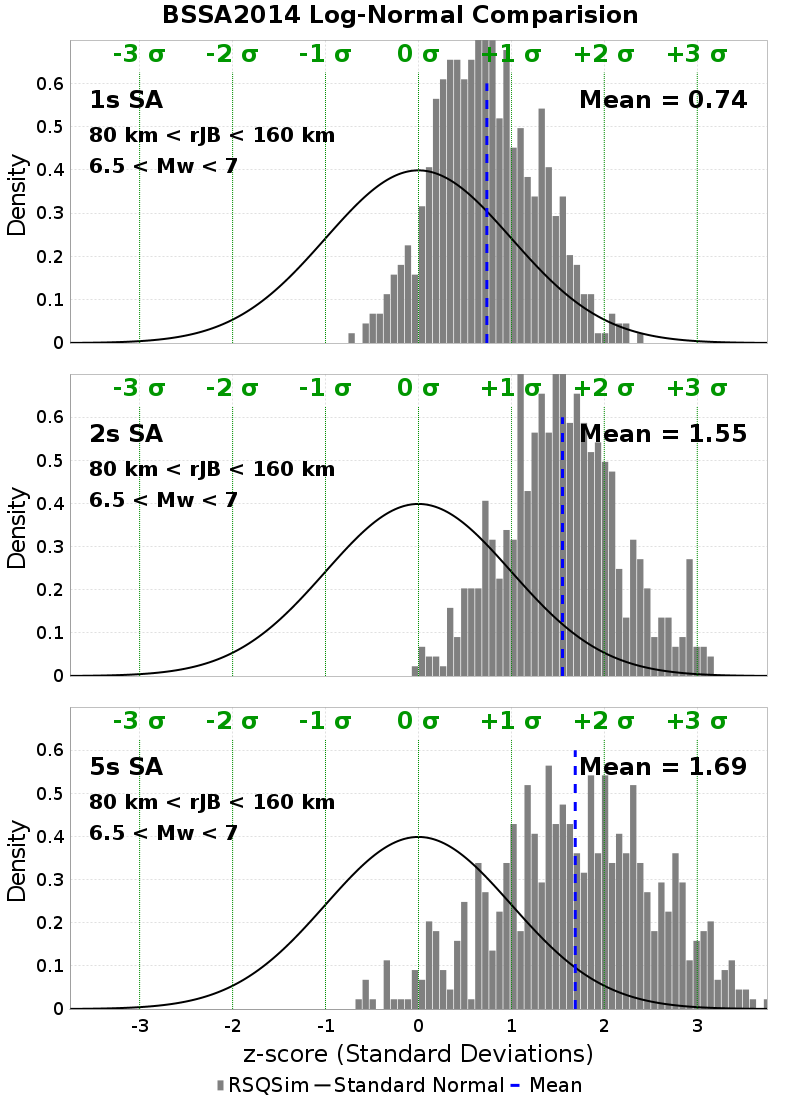 BSSA2014 Log-Normal Comparision
-3 σ -2 σ -1 σ 0 σ +1 σ +2 σ +3 σ
1s SA
Mean = 0.74
80 km < rJB < 160 km
6.5 < Mw < 7
Density
0.6
0.5
0.4
0.3
0.2
0.1
0
-3 σ -2 σ -1 σ 0 σ +1 σ +2 σ +3 σ
2s SA
Mean = 1.55
80 km < rJB < 160 km
6.5 < Mw < 7
Density
0.6
0.5
0.4
0.3
0.2
0.1
0
-3 σ -2 σ -1 σ 0 σ +1 σ +2 σ +3 σ
5s SA
Mean = 1.69
80 km < rJB < 160 km
6.5 < Mw < 7
Density
0.6
0.5
0.4
0.3
0.2
0.1
0
-3 -2 -1 0 1 2 3
z-score (Standard Deviations)
RSQSim Standard Normal Mean